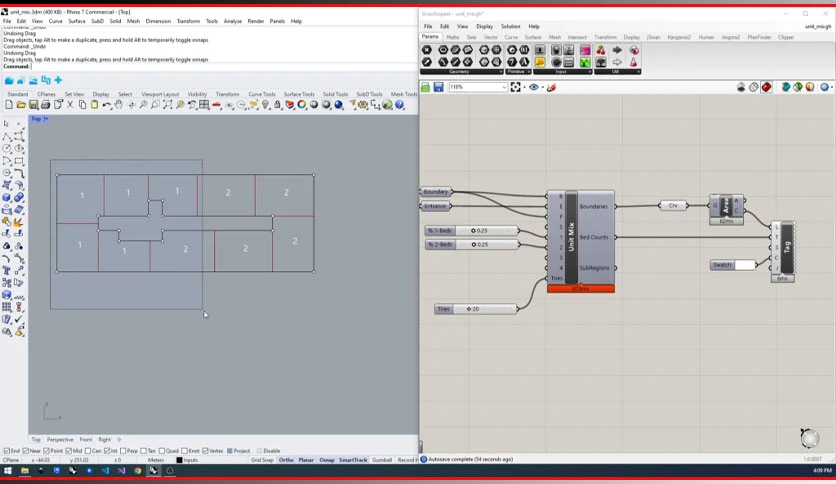 unit_mix.3dm (400 KB) - Rhino 7 Commercial - [Top]
File Edit View Curve Surface SubD Solid Mesh Dimension Transform Tools Analyze Render Panels Help
Command: _Undo
Undoing Drag
Drag objects, tap Alt to make a duplicate, press and hold Alt to temporarily toggle osnaps
Command: _Undo
Undoing Drag
Drag objects, tap Alt to make a duplicate, press and hold Alt to temporarily toggle osnaps
Command:
Standard CPlanes Set View Display Select Viewport Layout Visibility Transform Curve Tools Surface Tools Solid Tools SubD Tools Mesh Tools
Top
1 1 1 2 2
1 1 2 2 2
Top Perspective Front Right
End Near Point Mid Cen Int Perp Tan Quad Knot Vertex Project Disable
CPlane Meters Inputs Grid Snap Ortho Planar Osnap SmartTrack Gumball
Grasshopper - unit_mix.gh*
File Edit View Display Solution Help
unit_mix.gh
Params Maths Sets Vector Curve Surface Mesh Intersect Transform Display Kangaroo2 Human Clipper
Geometry Primitive Input Util
118%
Boundary
Entrance
% 1-Beds 0.25
% 2-Beds 0.25
Tries 20
B
E
F
S
1
2
3
4
Tries
Unit Mix
Boundaries
Bed Counts
SubRegions
Crv
G Area A
C
62ms
Swatch
L
T
S
C
J
Tag
6ms
Autosave complete (54 seconds ago)
1.0.0007
4:09 PM